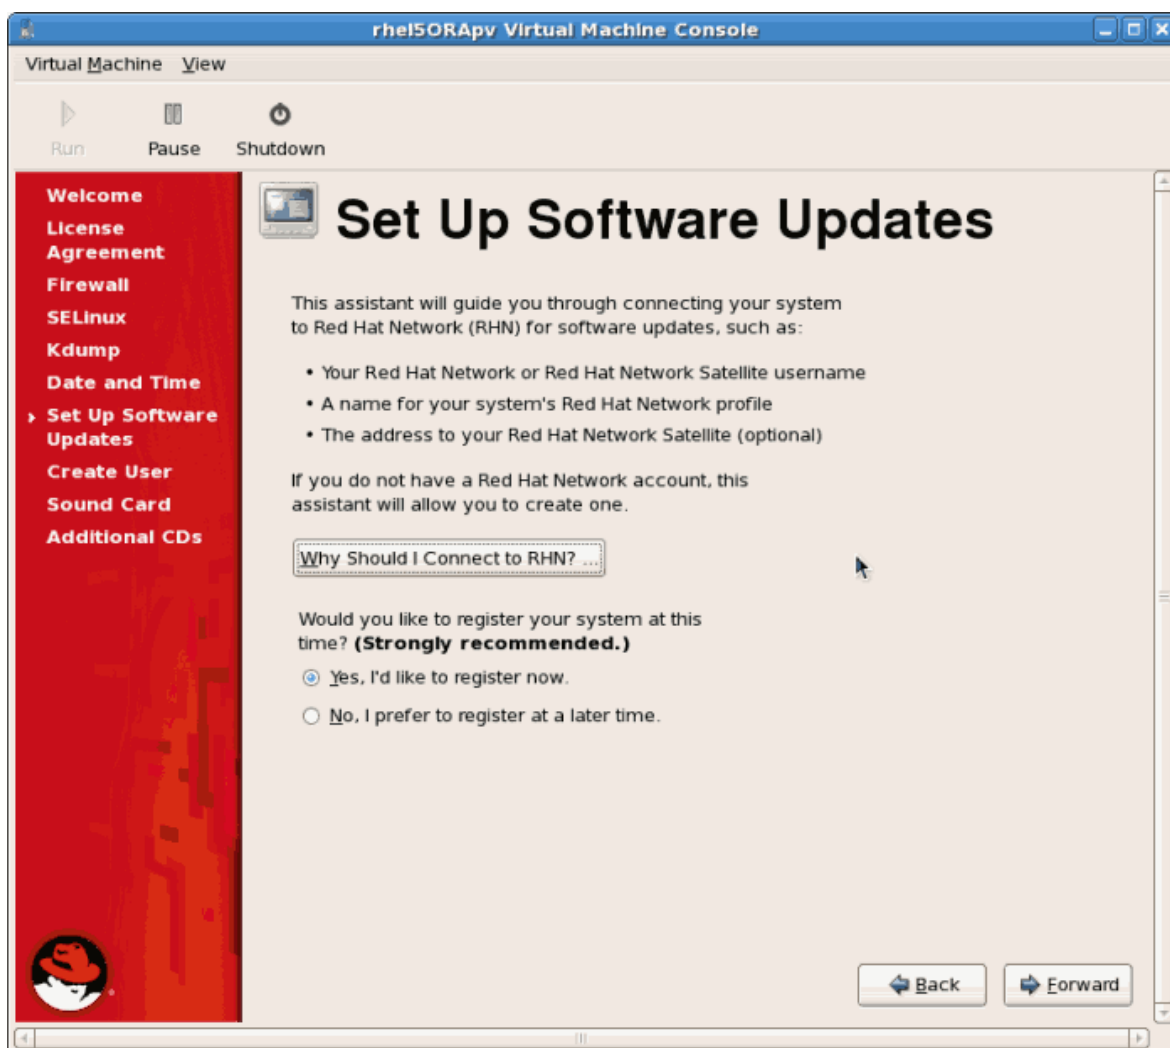 rhel5ORApv Virtual Machine Console
Virtual Machine View
Run Pause Shutdown
Welcome
License
Agreement
Firewall
SELinux
Kdump
Date and Time
Set Up Software
Updates
Create User
Sound Card
Additional CDs
Set Up Software Updates
This assistant will guide you through connecting your system
to Red Hat Network (RHN) for software updates, such as:
• Your Red Hat Network or Red Hat Network Satellite username
• A name for your system's Red Hat Network profile
• The address to your Red Hat Network Satellite (optional)
If you do not have a Red Hat Network account, this
assistant will allow you to create one.
Why Should I Connect to RHN? ...
Would you like to register your system at this
time? (Strongly recommended.)
Yes, I'd like to register now.
No, I prefer to register at a later time.
Back Forward